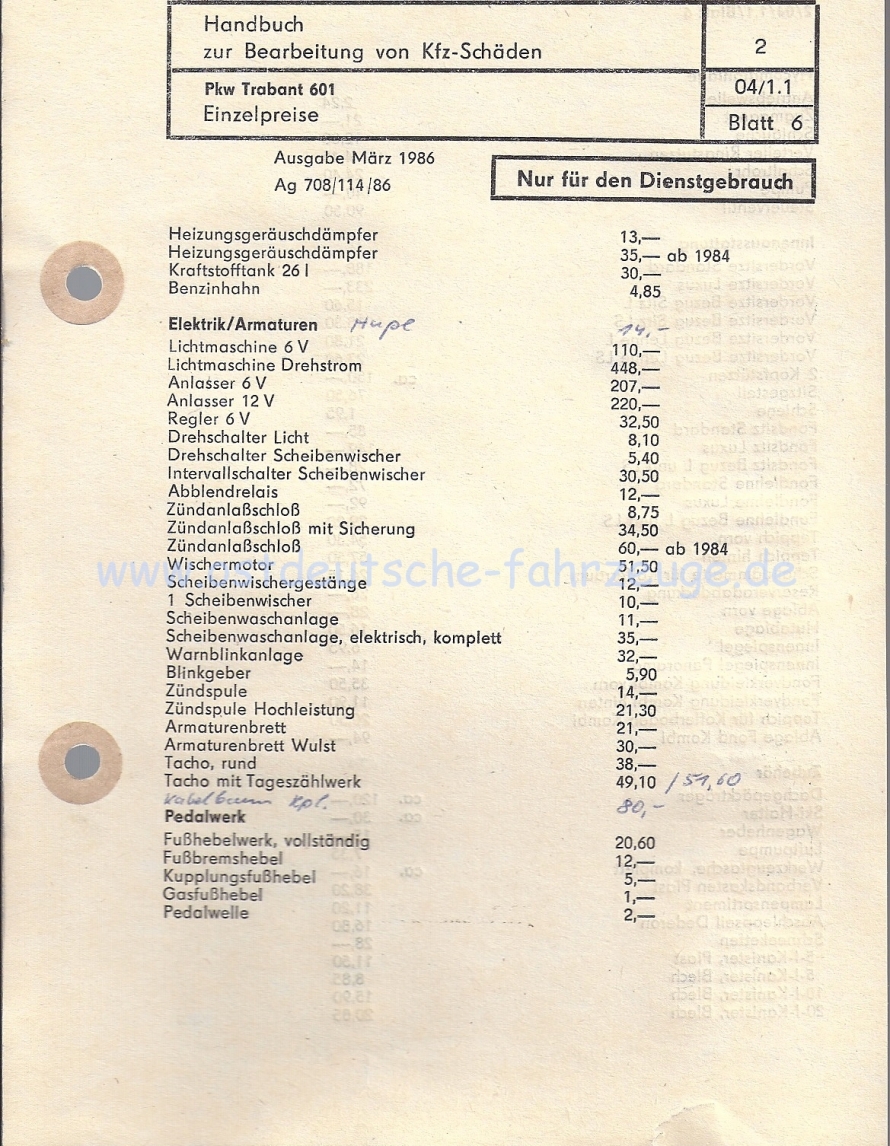 Handbuch
zur Bearbeitung von Kfz-Schäden
2
Pkw Trabant 601
Einzelpreise
04/1.1
Blatt 6
Ausgabe März 1986
Ag 708/114/86
Nur für den Dienstgebrauch
Heizungsgeräuschdämpfer 13,—
Heizungsgeräuschdämpfer 35,— ab 1984
Kraftstofftank 26 l 30,—
Benzinhahn 4,85
Elektrik/Armaturen Hupe 14,-
Lichtmaschine 6 V 110,—
Lichtmaschine Drehstrom 448,—
Anlasser 6 V 207,—
Anlasser 12 V 220,—
Regler 6 V 32,50
Drehschalter Licht 8,10
Drehschalter Scheibenwischer 5,40
Intervallschalter Scheibenwischer 30,50
Abblendrelais 12,—
Zündanlaßschloß 8,75
Zündanlaßschloß mit Sicherung 34,50
Zündanlaßschloß 60,— ab 1984
Wischermotor 51,50
www.ostdeutsche-fahrzeuge.de
Scheibenwischergestänge 12,—
1 Scheibenwischer 10,—
Scheibenwaschanlage 11,—
Scheibenwaschanlage, elektrisch, komplett 35,—
Warnblinkanlage 32,—
Blinkgeber 5,90
Zündspule 14,—
Zündspule Hochleistung 21,30
Armaturenbrett 21,—
Armaturenbrett Wulst 30,—
Tacho, rund 38,—
Tacho mit Tageszählwerk 49,10 / 51,60
Kabelbaum kpl. 80,-
Pedalwerk
Fußhebelwerk, vollständig 20,60
Fußbremshebel 12,—
Kupplungsfußhebel 5,—
Gasfußhebel 1,—
Pedalwelle 2,—